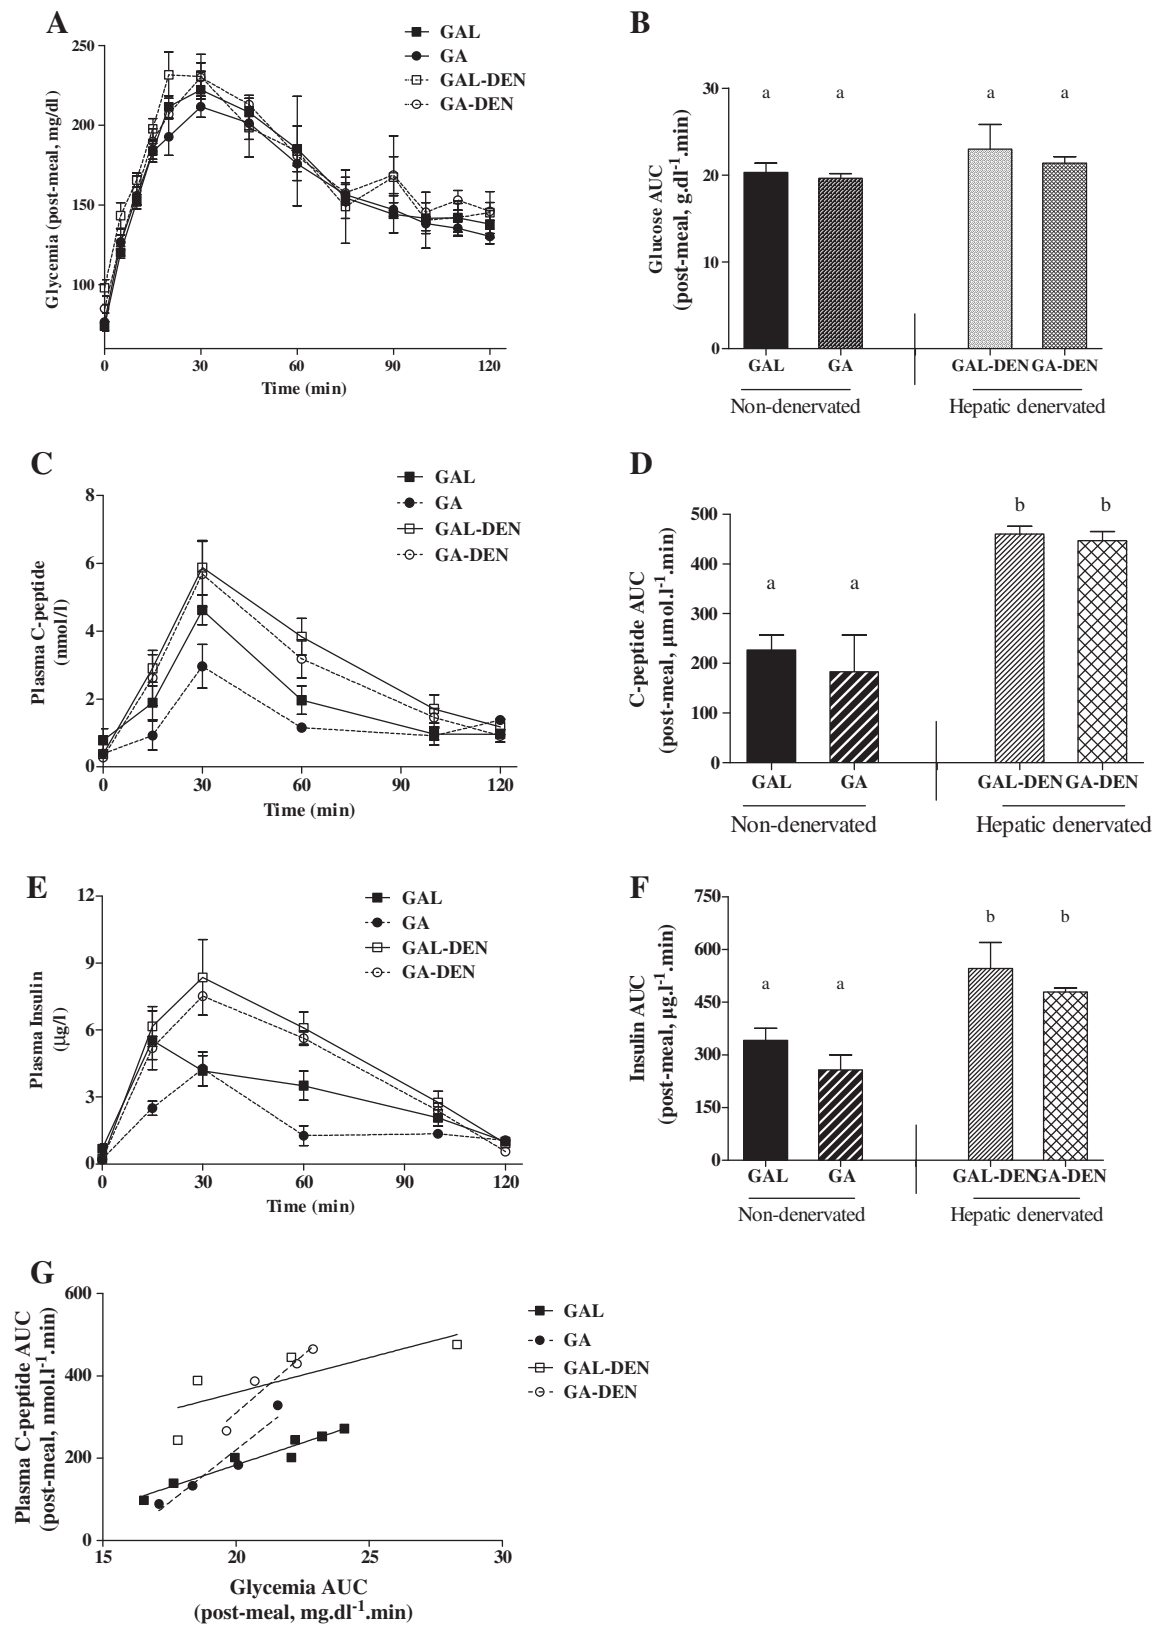 A
GAL
GA
GAL-DEN
GA-DEN
Glycemia (post-meal, mg/dl)
250
200
150
100
0 30 60 90 120
Time (min)
B
Glucose AUC
(post-meal, g.dl-1.min)
30
20
10
0
a a a a
GAL GA GAL-DEN GA-DEN
Non-denervated Hepatic denervated
C
GAL
GA
GAL-DEN
GA-DEN
Plasma C-peptide
(nmol/l)
8
6
4
2
0
0 30 60 90 120
Time (min)
D
C-peptide AUC
(post-meal, µmol.l-1.min)
500
400
300
200
100
0
a a b b
GAL GA GAL-DEN GA-DEN
Non-denervated Hepatic denervated
E
GAL
GA
GAL-DEN
GA-DEN
Plasma Insulin
(µg/l)
12
9
6
3
0
0 30 60 90 120
Time (min)
F
Insulin AUC
(post-meal, µg.l-1.min)
750
600
450
300
150
0
a a b b
GAL GA GAL-DEN GA-DEN
Non-denervated Hepatic denervated
G
GAL
GA
GAL-DEN
GA-DEN
Plasma C-peptide AUC
(post-meal, nmol.l-1.min)
600
400
200
0
15 20 25 30
Glycemia AUC
(post-meal, mg.dl-1.min)